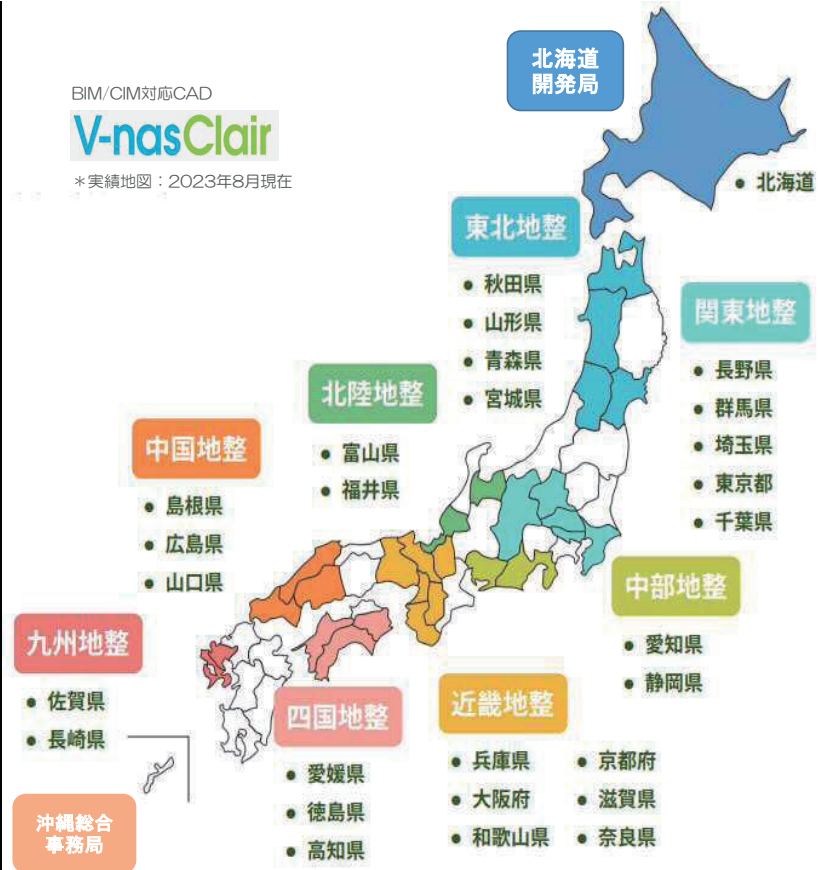 BIM/CIM対応CAD
V-nasClair
＊実績地図：2023年8月現在
北海道
開発局
● 北海道
東北地整
● 秋田県
● 山形県
● 青森県
● 宮城県
関東地整
● 長野県
● 群馬県
● 埼玉県
● 東京都
● 千葉県
北陸地整
● 富山県
● 福井県
中国地整
● 島根県
● 広島県
● 山口県
中部地整
● 愛知県
● 静岡県
九州地整
● 佐賀県
● 長崎県
四国地整
● 愛媛県
● 徳島県
● 高知県
近畿地整
● 兵庫県 ● 京都府
● 大阪府 ● 滋賀県
● 和歌山県 ● 奈良県
沖縄総合
事務局